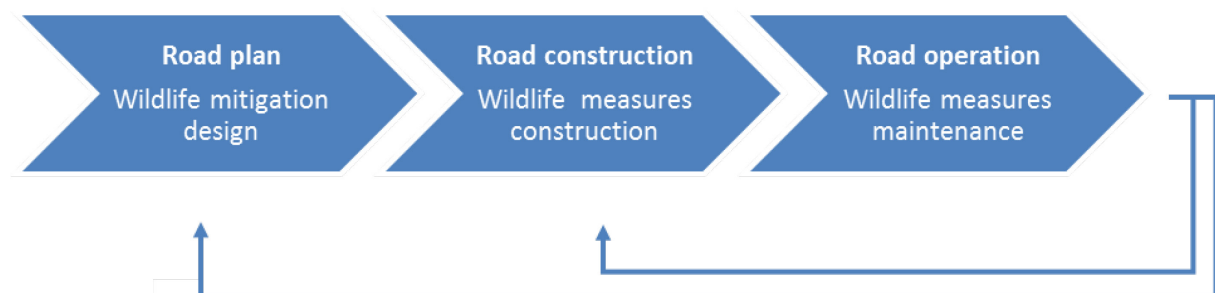 Road plan
Wildlife mitigation
design
Road construction
Wildlife measures
construction
Road operation
Wildlife measures
maintenance